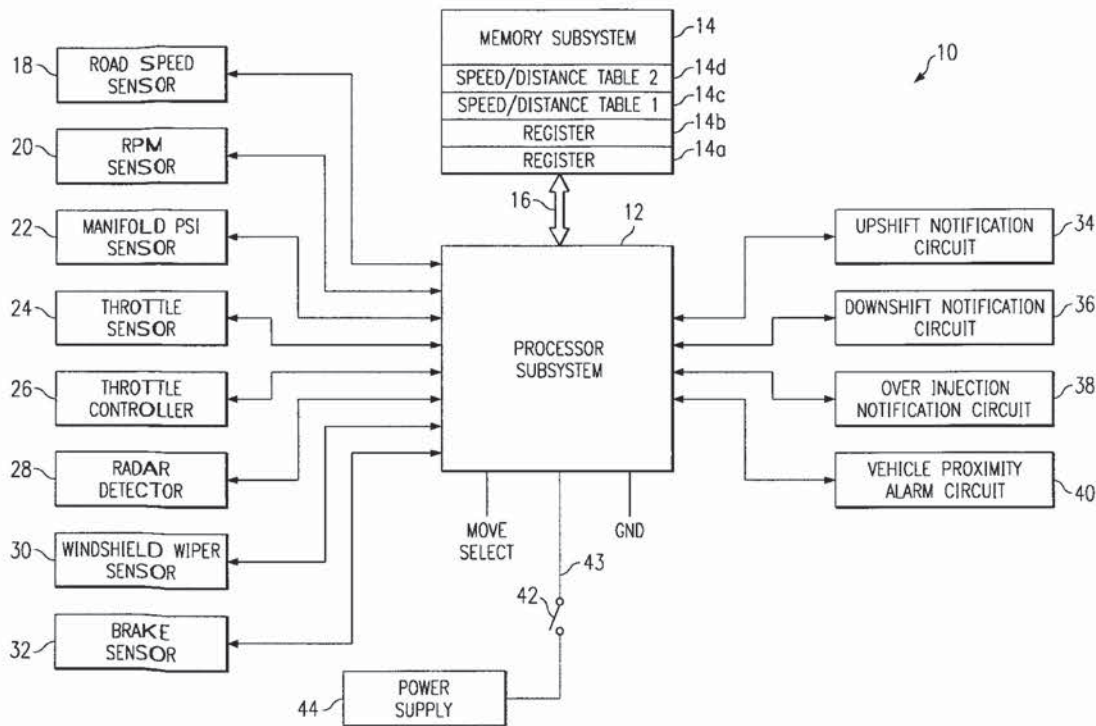 14
MEMORY SUBSYSTEM
10
18
ROAD SPEED
SENSOR
SPEED/DISTANCE TABLE 2
14d
SPEED/DISTANCE TABLE 1
14c
REGISTER
14b
REGISTER
14a
20
RPM
SENSOR
16
12
22
MANIFOLD PSI
SENSOR
UPSHIFT NOTIFICATION
CIRCUIT
34
24
THROTTLE
SENSOR
DOWNSHIFT NOTIFICATION
CIRCUIT
36
PROCESSOR
SUBSYSTEM
26
THROTTLE
CONTROLLER
OVER INJECTION
NOTIFICATION CIRCUIT
38
28
RADAR
DETECTOR
VEHICLE PROXIMITY
ALARM CIRCUIT
40
MOVE
SELECT
GND
30
WINDSHIELD WIPER
SENSOR
43
42
32
BRAKE
SENSOR
44
POWER
SUPPLY